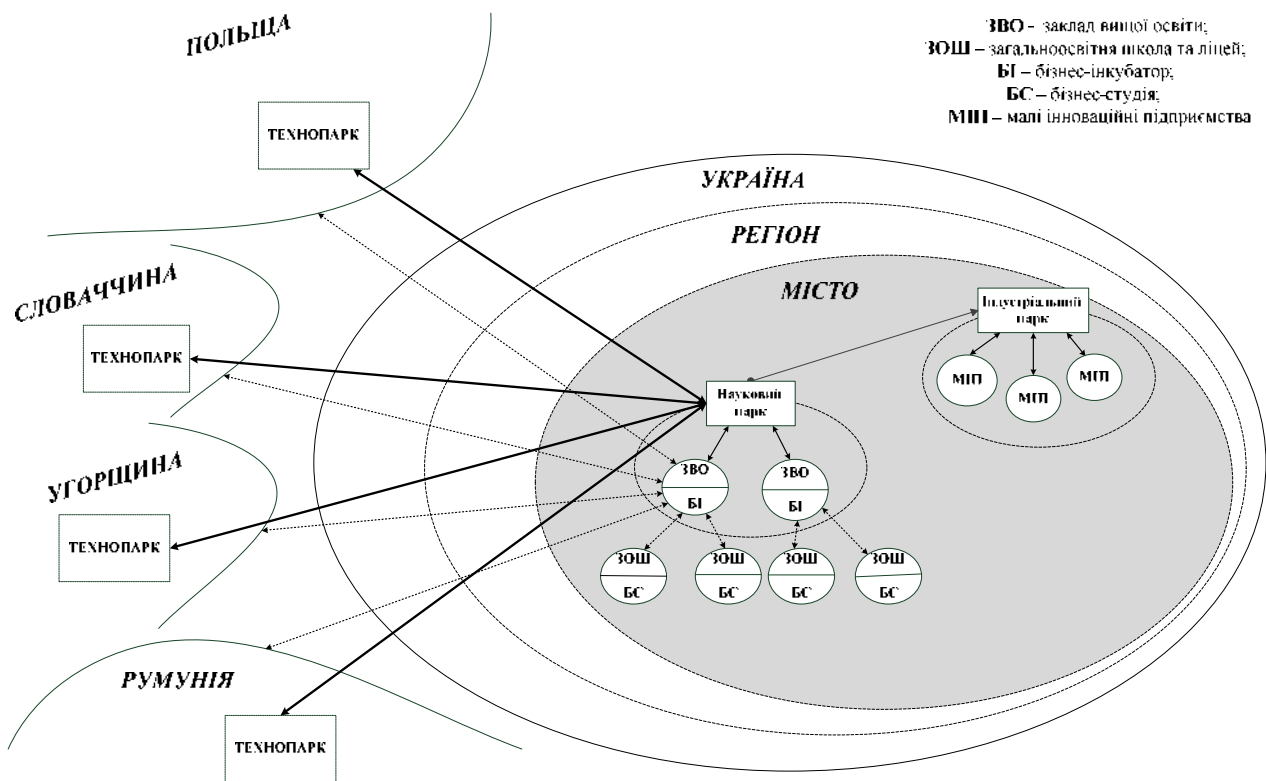 ПОЛЬЩА
ЗВО – заклад вищої освіти;
ЗОШ – загальноосвітня школа та ліцей;
БІ – бізнес-інкубатор;
БС – бізнес-студія;
МІП – малі інноваційні підприємства
ТЕХНОПАРК
УКРАЇНА
РЕГІОН
МІСТО
СЛОВАЧЧИНА
ТЕХНОПАРК
Індустріальний
парк
МІП
МІП
МІП
Науковий
парк
УГОРЩИНА
ТЕХНОПАРК
ЗВО
БІ
ЗВО
БІ
ЗОШ
БС
ЗОШ
БС
ЗОШ
БС
ЗОШ
БС
РУМУНІЯ
ТЕХНОПАРК